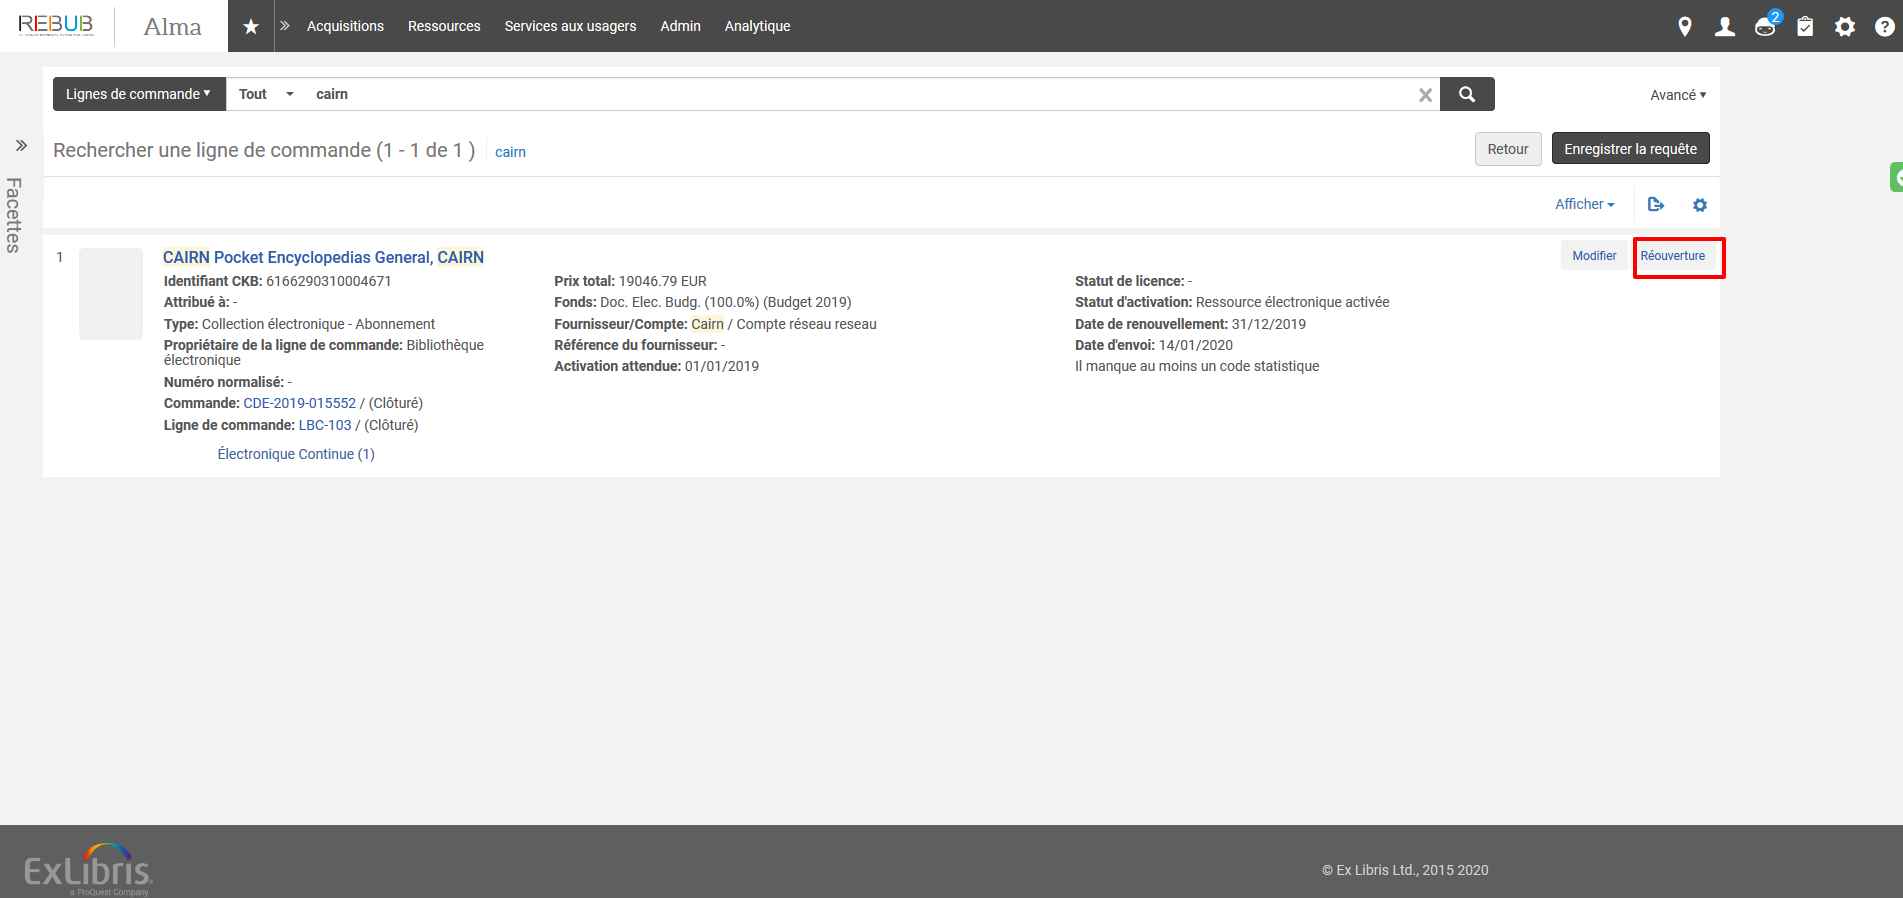 REBUB
Alma
Acquisitions Ressources Services aux usagers Admin Analytique
2
Lignes de commande Tout cairn
Avancé
Rechercher une ligne de commande (1 - 1 de 1 ) cairn
Retour Enregistrer la requête
Facettes
Afficher
1
CAIRN Pocket Encyclopedias General, CAIRN
Modifier Réouverture
Identifiant CKB: 6166290310004671
Attribué à: -
Type: Collection électronique - Abonnement
Propriétaire de la ligne de commande: Bibliothèque
électronique
Numéro normalisé: -
Commande: CDE-2019-015552 / (Clôturé)
Ligne de commande: LBC-103 / (Clôturé)
Électronique Continue (1)
Prix total: 19046.79 EUR
Fonds: Doc. Elec. Budg. (100.0%) (Budget 2019)
Fournisseur/Compte: Cairn / Compte réseau reseau
Référence du fournisseur: -
Activation attendue: 01/01/2019
Statut de licence: -
Statut d'activation: Ressource électronique activée
Date de renouvellement: 31/12/2019
Date d'envoi: 14/01/2020
Il manque au moins un code statistique
ExLibris
a ProQuest Company
© Ex Libris Ltd., 2015 2020